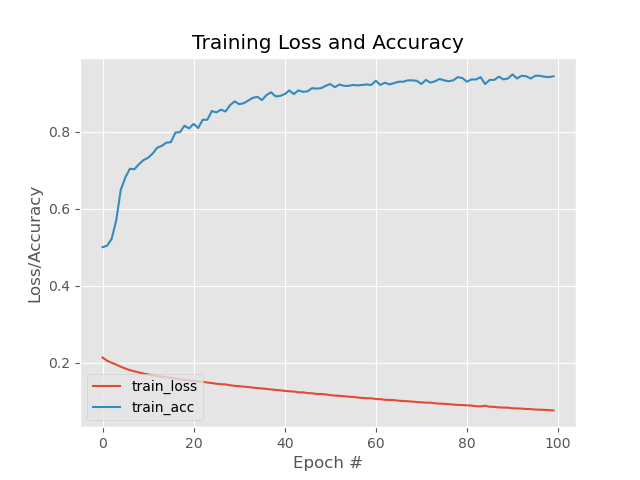 Training Loss and Accuracy
Loss/Accuracy
0.8
0.6
0.4
0.2
train_loss
train_acc
0 20 40 60 80 100
Epoch #